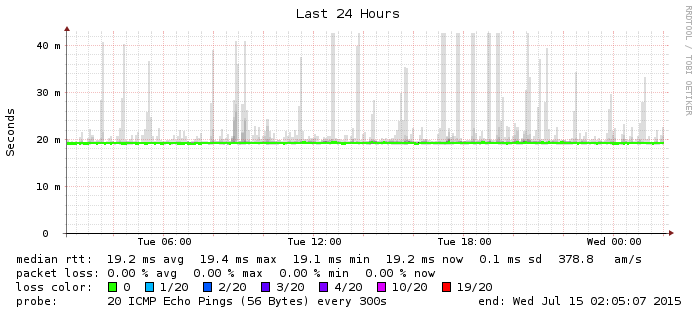 Last 24 Hours
RRDTOOL / TOBI OETIKER
Seconds
40 m
30 m
20 m
10 m
0
Tue 06:00 Tue 12:00 Tue 18:00 Wed 00:00
median rtt: 19.2 ms avg 19.4 ms max 19.1 ms min 19.2 ms now 0.1 ms sd 378.8 am/s
packet loss: 0.00 % avg 0.00 % max 0.00 % min 0.00 % now
loss color: 0 1/20 2/20 3/20 4/20 10/20 19/20
probe: 20 ICMP Echo Pings (56 Bytes) every 300s end: Wed Jul 15 02:05:07 2015